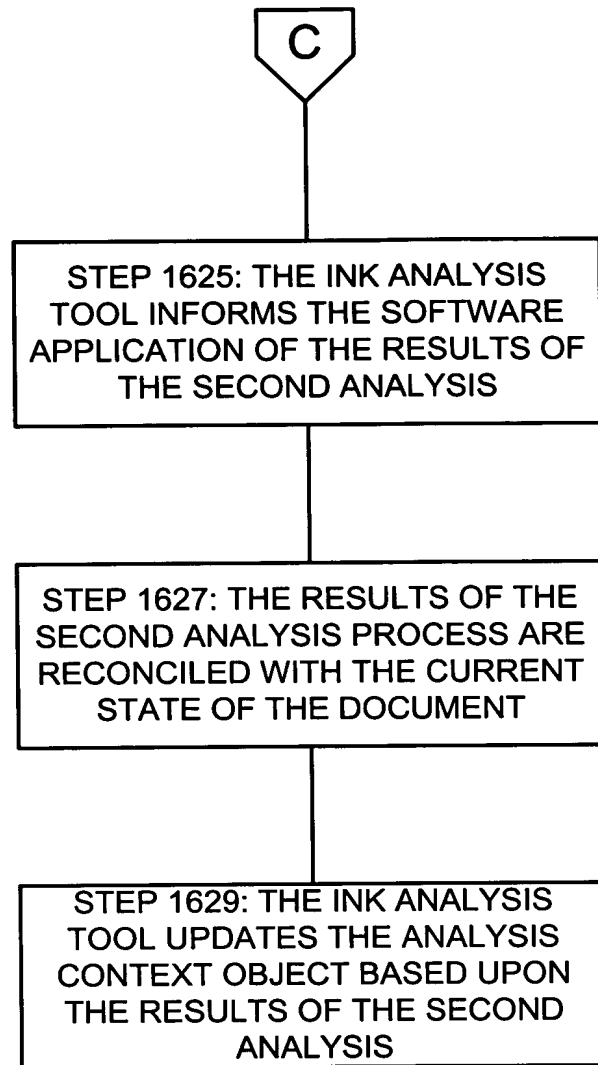 C
STEP 1625: THE INK ANALYSIS
TOOL INFORMS THE SOFTWARE
APPLICATION OF THE RESULTS OF
THE SECOND ANALYSIS
STEP 1627: THE RESULTS OF THE
SECOND ANALYSIS PROCESS ARE
RECONCILED WITH THE CURRENT
STATE OF THE DOCUMENT
STEP 1629: THE INK ANALYSIS
TOOL UPDATES THE ANALYSIS
CONTEXT OBJECT BASED UPON
THE RESULTS OF THE SECOND
ANALYSIS